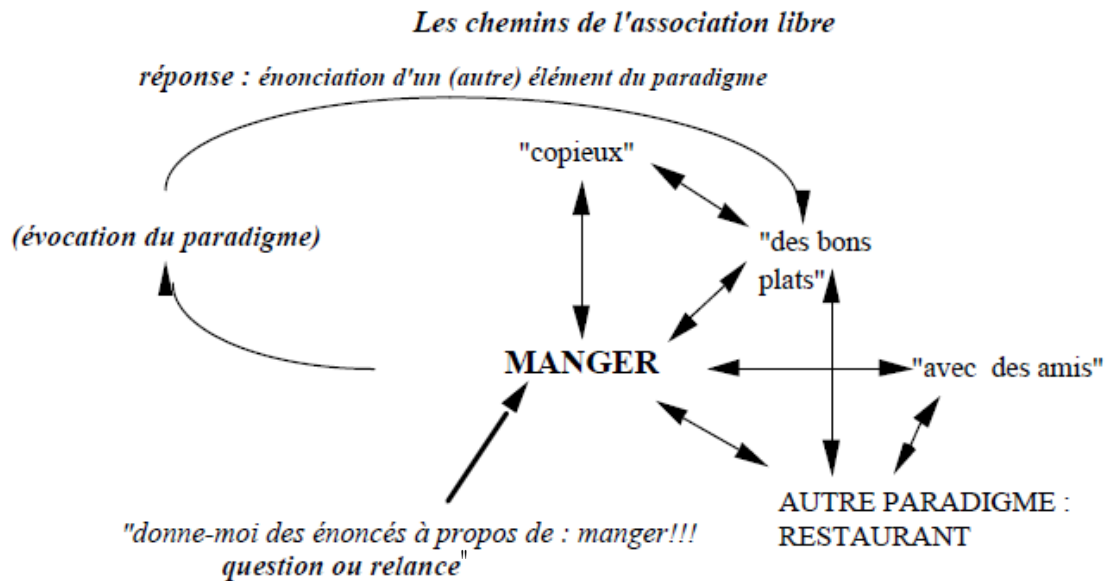 Les chemins de l'association libre
réponse : énonciation d'un (autre) élément du paradigme
"copieux"
(évocation du paradigme)
"des bons
plats"
MANGER
"avec des amis"
AUTRE PARADIGME :
RESTAURANT
"donne-moi des énoncés à propos de : manger!!!
question ou relance"